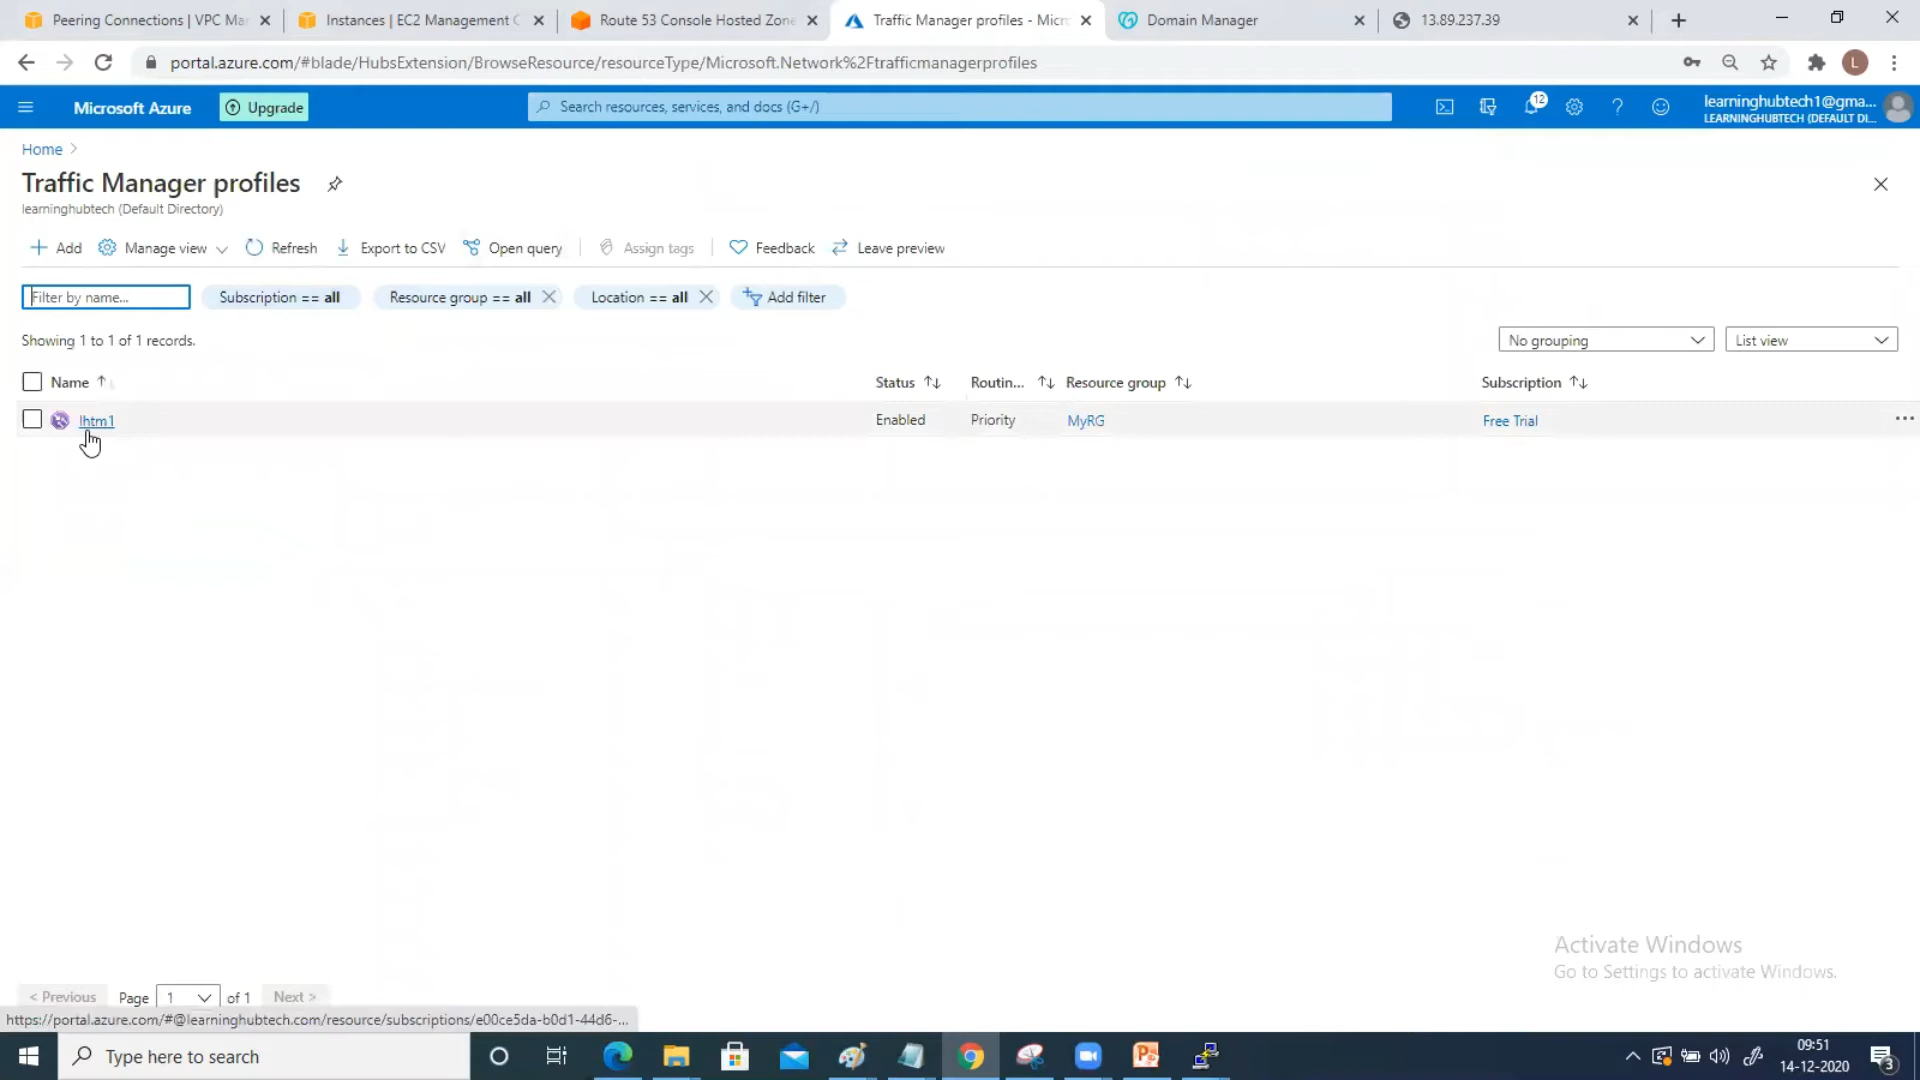 Peering Connections | VPC Ma
Instances | EC2 Management C
Route 53 Console Hosted Zone
Traffic Manager profiles - Micr
Domain Manager
13.89.237.39
portal.azure.com/#blade/HubsExtension/BrowseResource/resourceType/Microsoft.Network%2Ftrafficmanagerprofiles
L
Microsoft Azure
Upgrade
Search resources, services, and docs (G+/)
12
learninghubtech1@gma...
LEARNINGHUBTECH (DEFAULT DI...
Home
Traffic Manager profiles
learninghubtech (Default Directory)
Add
Manage view
Refresh
Export to CSV
Open query
Assign tags
Feedback
Leave preview
Filter by name...
Subscription == all
Resource group == all
Location == all
Add filter
Showing 1 to 1 of 1 records.
No grouping
List view
Name
Status
Routin...
Resource group
Subscription
lhtm1
Enabled
Priority
MyRG
Free Trial
Activate Windows
Go to Settings to activate Windows.
< Previous
Page
1
of 1
Next >
https://portal.azure.com/#@learninghubtech.com/resource/subscriptions/e00ce5da-b0d1-44d6-...
Type here to search
09:51
14-12-2020
3